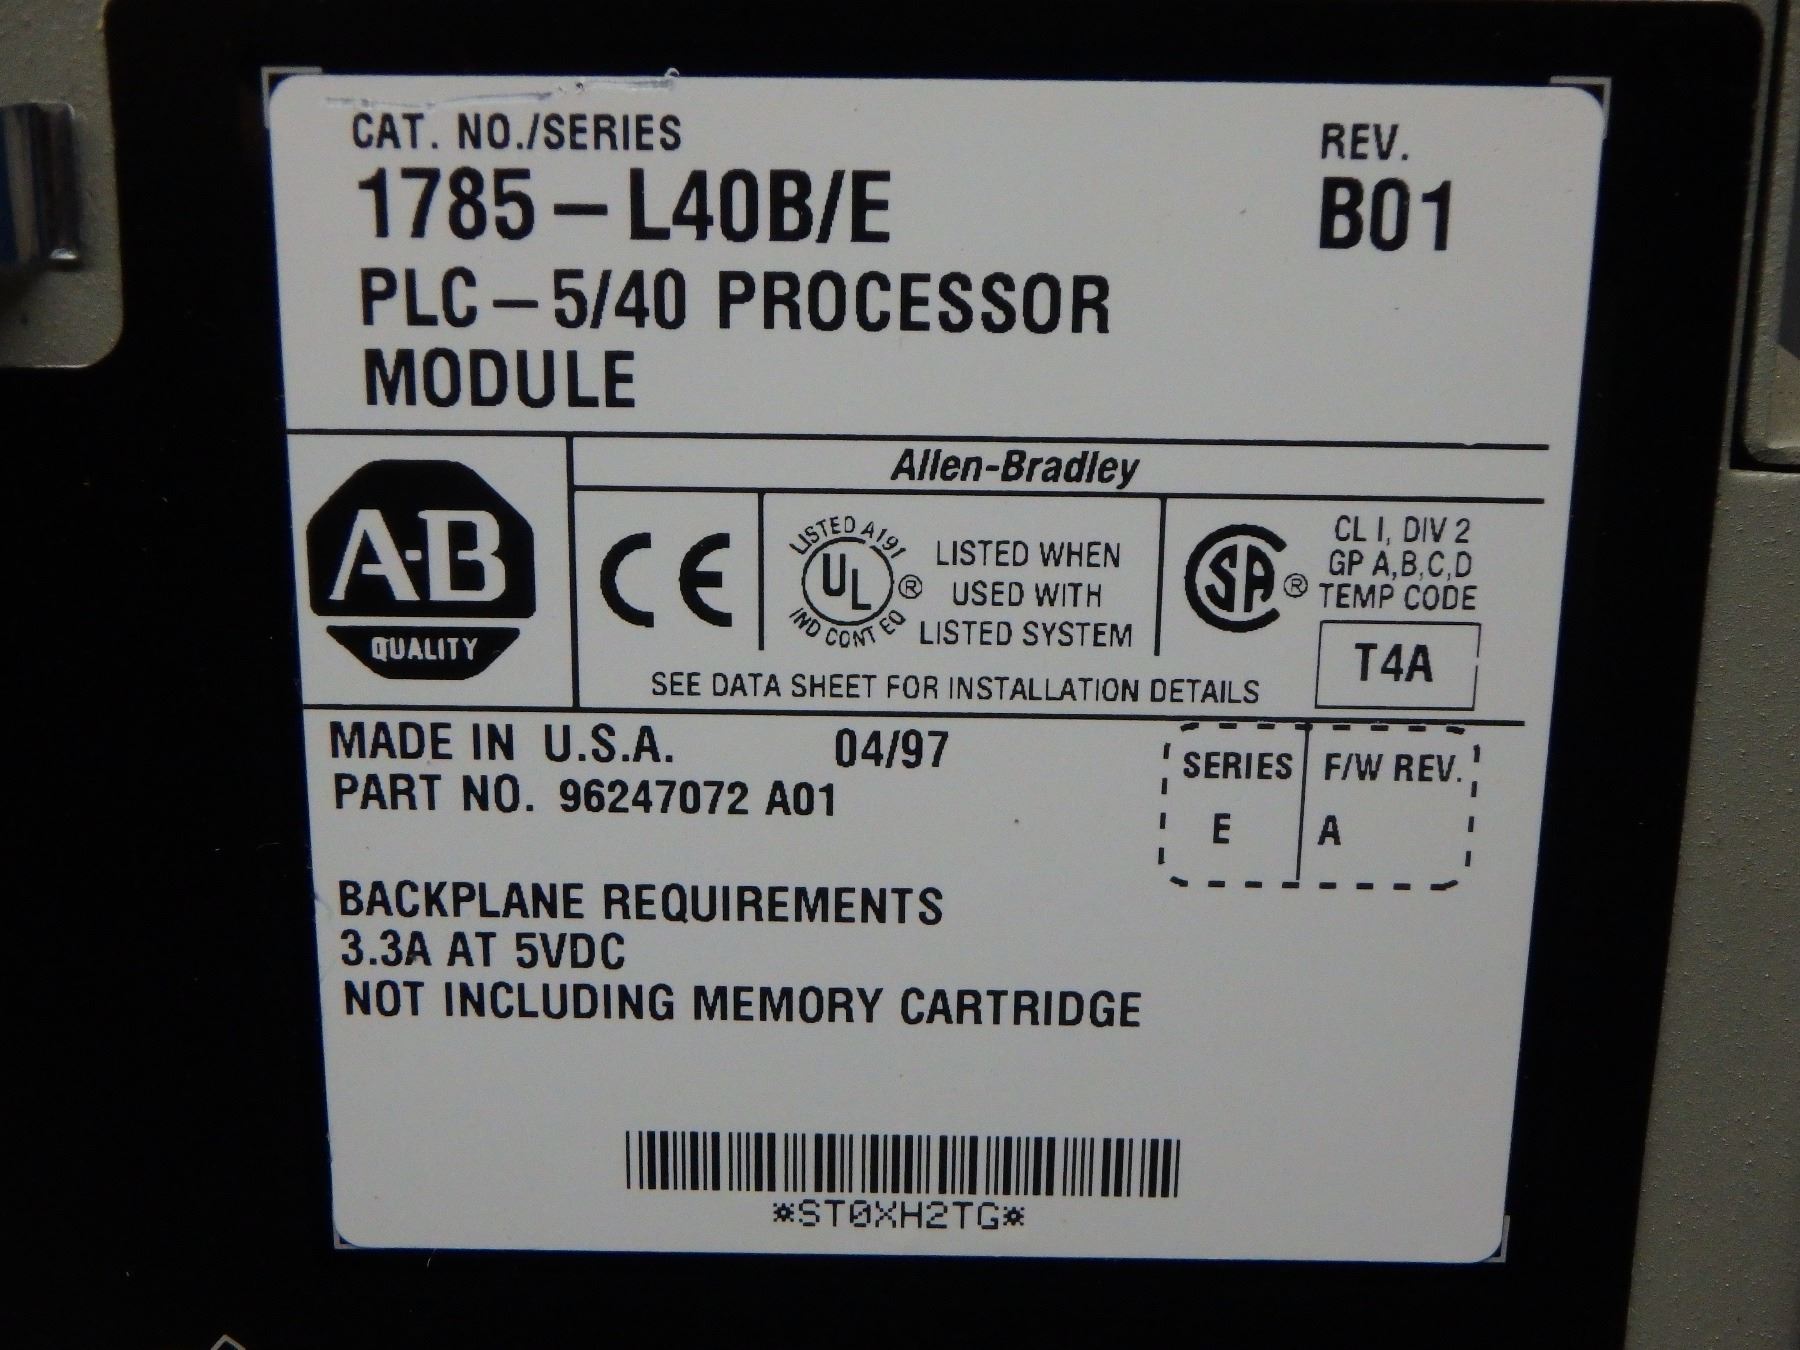 CAT. NO./SERIES
REV.
1785-L40B/E
B01
PLC-5/40 PROCESSOR
MODULE
Allen-Bradley
A-B
QUALITY
CE
LISTED A191
UL ®
IND CONT EQ
LISTED WHEN
USED WITH
LISTED SYSTEM
SA ®
CL I, DIV 2
GP A,B,C,D
TEMP CODE
T4A
SEE DATA SHEET FOR INSTALLATION DETAILS
MADE IN U.S.A. 04/97
PART NO. 96247072 A01
SERIES F/W REV.
E A
BACKPLANE REQUIREMENTS
3.3A AT 5VDC
NOT INCLUDING MEMORY CARTRIDGE
*ST0XH2TG*